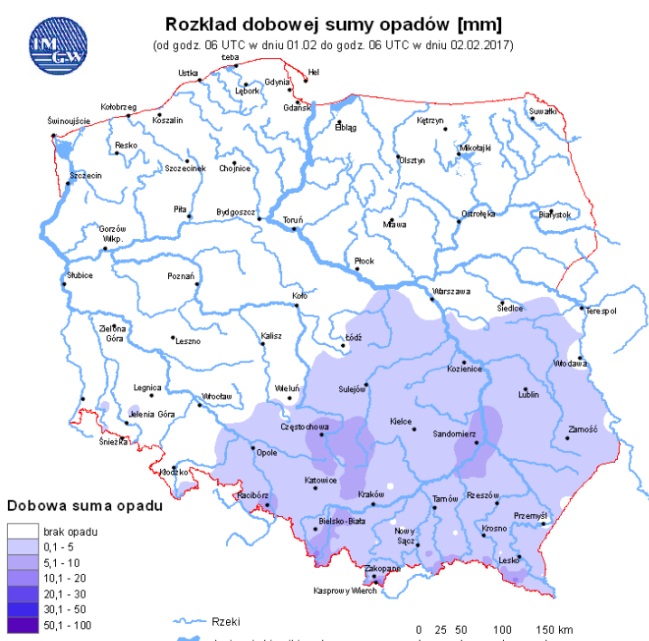 Rozkład dobowej sumy opadów [mm]
(od godz. 06 UTC w dniu 01.02 do godz. 06 UTC w dniu 02.02.2017)
IM
GW
Łeba
Ustka
Hel
Gdynia
Lębork
Gdańsk
Kołobrzeg
Koszalin
Świnoujście
Elbląg
Kętrzyn
Suwałki
Resko
Mikołajki
Szczecinek
Chojnice
Olsztyn
Szczecin
Piła
Bydgoszcz
Toruń
Mława
Ostrołęka
Białystok
Gorzów
Wlkp.
Płock
Słubice
Poznań
Koło
Warszawa
Siedlce
Terespol
Zielona
Góra
Leszno
Kalisz
Łódź
Włodawa
Kozienice
Legnica
Wrocław
Wieluń
Sulejów
Lublin
Jelenia Góra
Częstochowa
Kielce
Sandomierz
Zamość
Śnieżka
Opole
Kłodzko
Katowice
Racibórz
Kraków
Tarnów
Rzeszów
Przemyśl
Bielsko-Biała
Nowy
Sącz
Krosno
Lesko
Zakopane
Kasprowy Wierch
Dobowa suma opadu
brak opadu
0,1 - 5
5,1 - 10
10,1 - 20
20,1 - 30
30,1 - 50
50,1 - 100
Rzeki
0 25 50 100 150 km